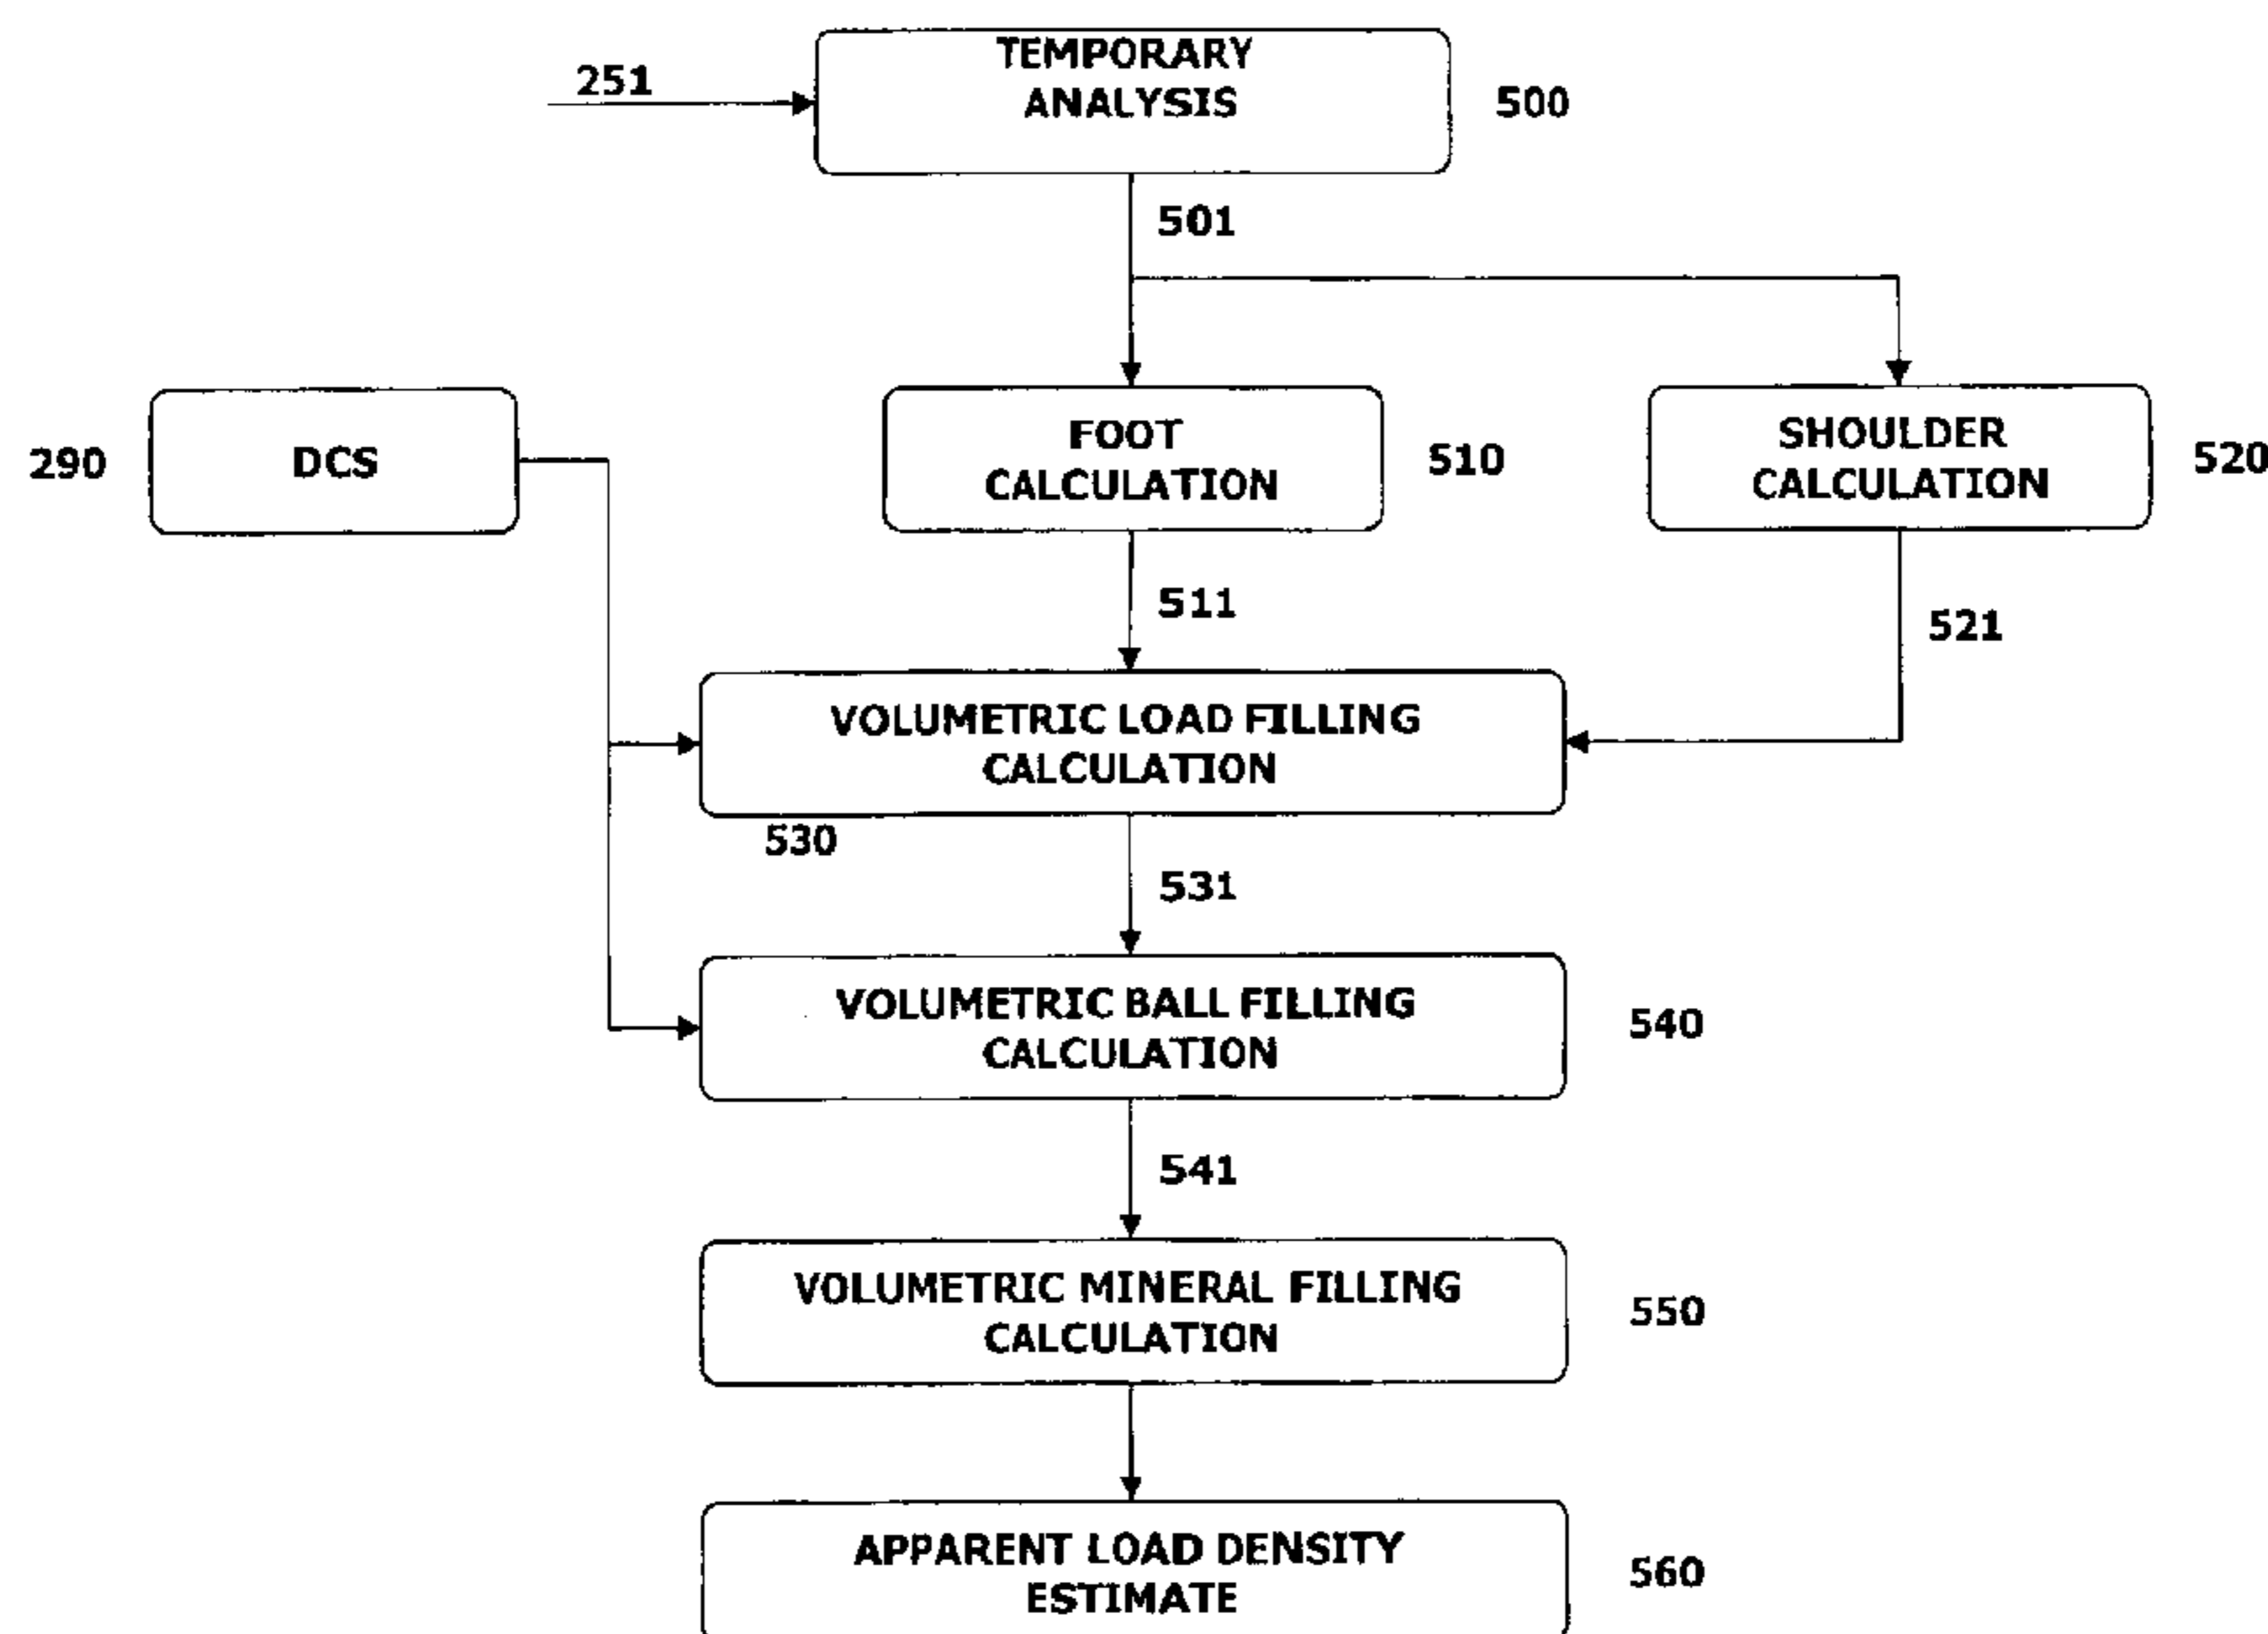 TEMPORARY
ANALYSIS
251
500
501
290
DCS
FOOT
CALCULATION
510
SHOULDER
CALCULATION
520
511
521
VOLUMETRIC LOAD FILLING
CALCULATION
530
531
VOLUMETRIC BALL FILLING
CALCULATION
540
541
VOLUMETRIC MINERAL FILLING
CALCULATION
550
APPARENT LOAD DENSITY
ESTIMATE
560